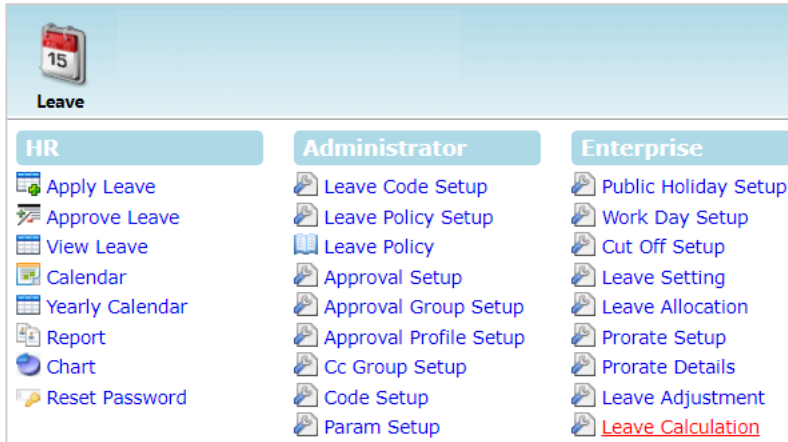 15
Leave
HR
Apply Leave
Approve Leave
View Leave
Calendar
Yearly Calendar
Report
Chart
Reset Password
Administrator
Leave Code Setup
Leave Policy Setup
Leave Policy
Approval Setup
Approval Group Setup
Approval Profile Setup
Cc Group Setup
Code Setup
Param Setup
Enterprise
Public Holiday Setup
Work Day Setup
Cut Off Setup
Leave Setting
Leave Allocation
Prorate Setup
Prorate Details
Leave Adjustment
Leave Calculation